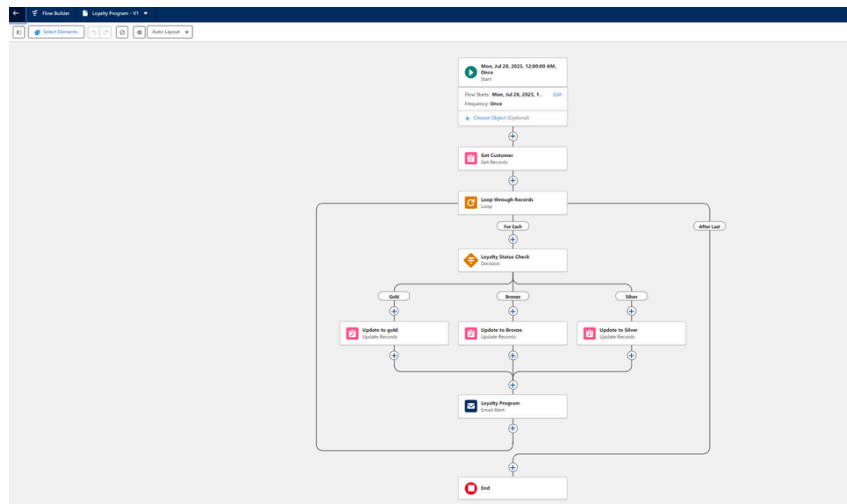 Flow Builder
Loyalty Program - V1
Select Elements
Auto Layout
Mon, Jul 28, 2025, 12:00:00 AM,
Once
Start
Flow Starts: Mon, Jul 28, 2025, 1... Edit
Frequency: Once
+ Choose Object (Optional)
Get Customer
Get Records
Loop through Records
Loop
For Each
After Last
Loyalty Status Check
Decision
Gold
Bronze
Silver
Update to gold
Update Records
Update to Bronze
Update Records
Update to Silver
Update Records
Loyalty Program
Email Alert
End